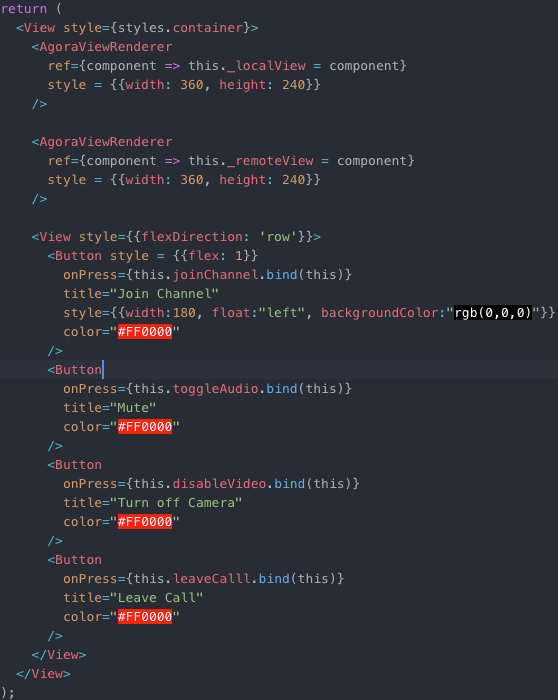 return (
  <View style={styles.container}>
    <AgoraViewRenderer
      ref={component => this._localView = component}
      style = {{width: 360, height: 240}}
    />

    <AgoraViewRenderer
      ref={component => this._remoteView = component}
      style = {{width: 360, height: 240}}
    />

    <View style={{flexDirection: 'row'}}>
      <Button style = {{flex: 1}}
        onPress={this.joinChannel.bind(this)}
        title="Join Channel"
        style={{width:180, float:"left", backgroundColor:"rgb(0,0,0)"}}
        color="#FF0000"
      />
      <Button
        onPress={this.toggleAudio.bind(this)}
        title="Mute"
        color="#FF0000"
      />
      <Button
        onPress={this.disableVideo.bind(this)}
        title="Turn off Camera"
        color="#FF0000"
      />
      <Button
        onPress={this.leaveCalll.bind(this)}
        title="Leave Call"
        color="#FF0000"
      />
    </View>
  </View>
);